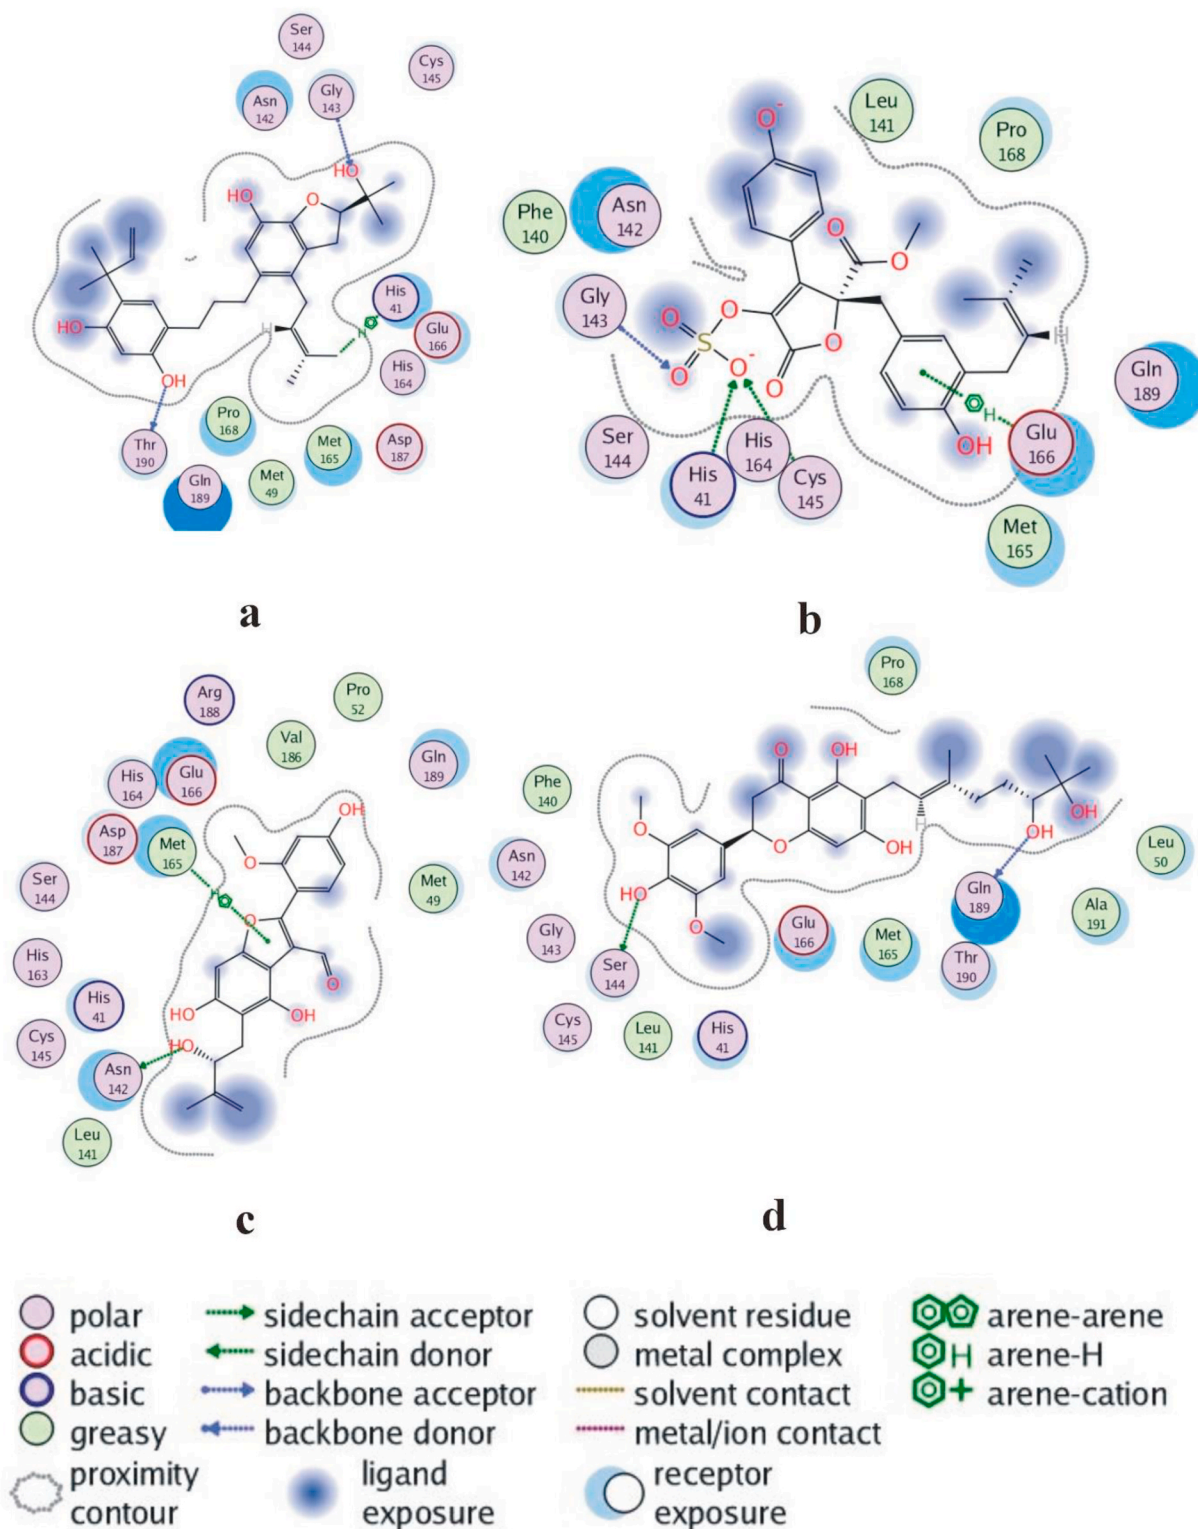 Ser
144
Cys
145
Asn
142
Gly
143
HO
HO
O
H
H
His
41
Glu
166
His
164
HO
OH
Thr
190
Pro
168
Gln
189
Met
49
Met
165
Asp
187
a
O-
Leu
141
Pro
168
Phe
140
Asn
142
O
O
Gly
143
O
O
S
O
O-
O
O
H
Gln
189
H
Ser
144
His
41
His
164
Cys
145
OH
Glu
166
Met
165
b
Arg
188
Pro
52
Val
186
Gln
189
His
164
Glu
166
Asp
187
Met
165
OH
O
Ser
144
H
Met
49
O
His
163
O
His
41
HO
OH
Cys
145
HO
Asn
142
Leu
141
c
Pro
168
O
OH
Phe
140
O
Asn
142
H
OH
OH
O
OH
HO
O
Leu
50
Gly
143
Ser
144
Glu
166
Met
165
Gln
189
Ala
191
Thr
190
Cys
145
Leu
141
His
41
d
polar
acidic
basic
greasy
proximity
contour
sidechain acceptor
sidechain donor
backbone acceptor
backbone donor
ligand
exposure
solvent residue
metal complex
solvent contact
metal/ion contact
receptor
exposure
arene-arene
H arene-H
+ arene-cation